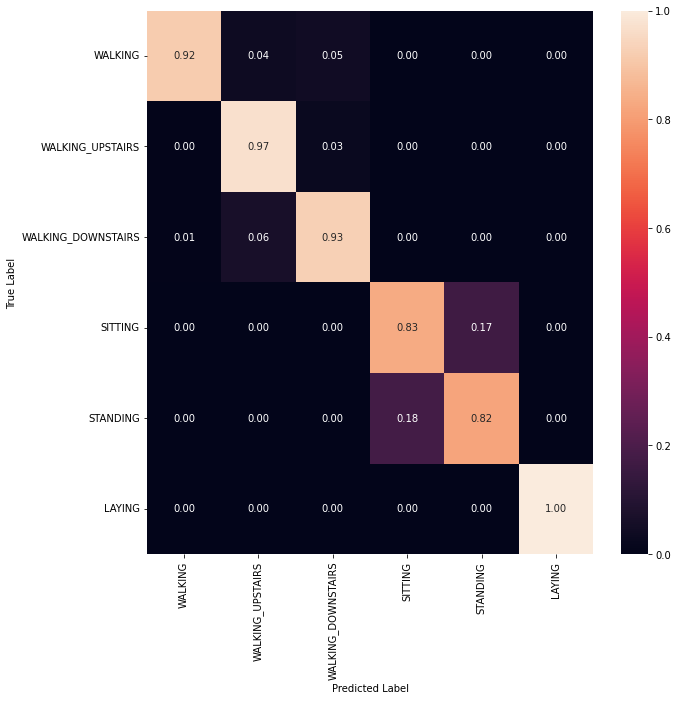 1.0
WALKING 0.92 0.04 0.05 0.00 0.00 0.00
WALKING_UPSTAIRS 0.00 0.97 0.03 0.00 0.00 0.00
0.8
WALKING_DOWNSTAIRS 0.01 0.06 0.93 0.00 0.00 0.00
0.6
True Label
SITTING 0.00 0.00 0.00 0.83 0.17 0.00
0.4
STANDING 0.00 0.00 0.00 0.18 0.82 0.00
0.2
LAYING 0.00 0.00 0.00 0.00 0.00 1.00
0.0
WALKING
WALKING_UPSTAIRS
WALKING_DOWNSTAIRS
SITTING
STANDING
LAYING
Predicted Label